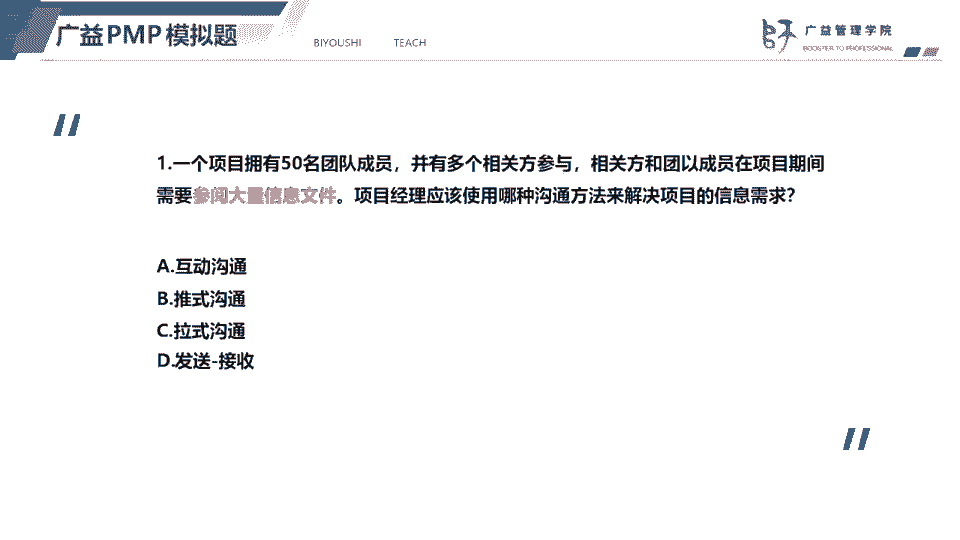 广益PMP模拟题
BIYOUSHI TEACH
广益管理学院
BOOSTER TO PROFESSIONAL
1.一个项目拥有50名团队成员，并有多个相关方参与，相关方和团以成员在项目期间
需要参阅大量信息文件。项目经理应该使用哪种沟通方法来解决项目的信息需求？
A.互动沟通
B.推式沟通
C.拉式沟通
D.发送-接收